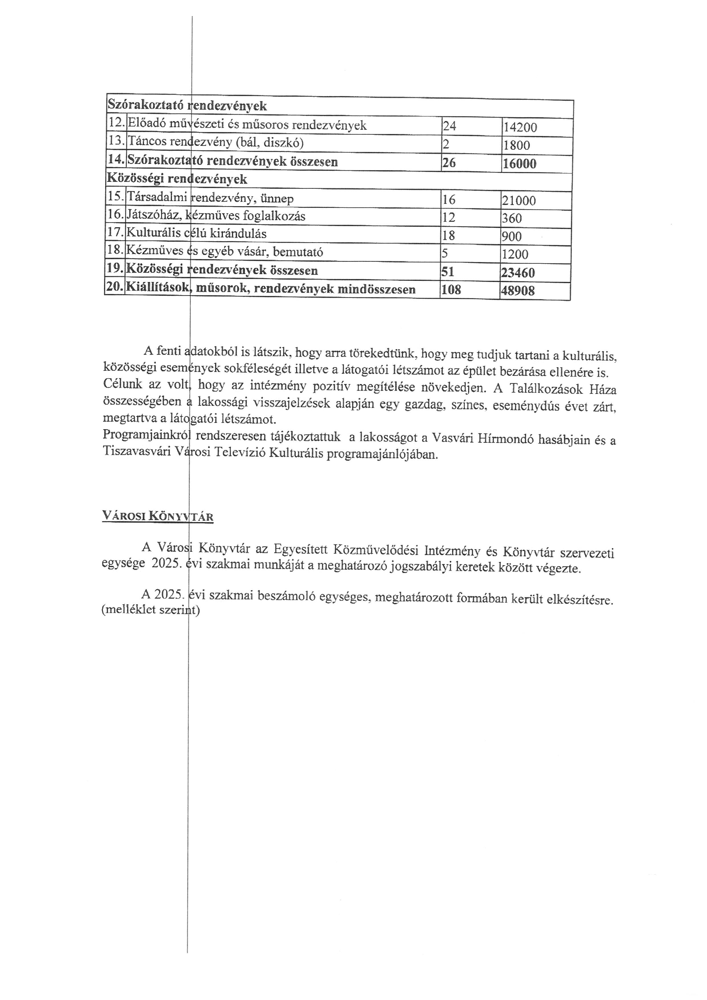 Szórakoztató rendezvények
12. Előadó művészeti és műsoros rendezvények 24 14200
13. Táncos rendezvény (bál, diszkó) 2 1800
14. Szórakoztató rendezvények összesen 26 16000
Közösségi rendezvények
15. Társadalmi rendezvény, ünnep 16 21000
16. Játszóház, kézműves foglalkozás 12 360
17. Kulturális célú kirándulás 18 900
18. Kézműves és egyéb vásár, bemutató 5 1200
19. Közösségi rendezvények összesen 51 23460
20. Kiállítások, műsorok, rendezvények mindösszesen 108 48908
A fenti adatokból is látszik, hogy arra törekedtünk, hogy meg tudjuk tartani a kulturális,
közösségi események sokféleségét illetve a látogatói létszámot az épület bezárása ellenére is.
Célunk az volt, hogy az intézmény pozitív megítélése növekedjen. A Találkozások Háza
összességében a lakossági visszajelzések alapján egy gazdag, színes, eseménydús évet zárt,
megtartva a látogatói létszámot.
Programjainkról rendszeresen tájékoztattuk a lakosságot a Vasvári Hírmondó hasábjain és a
Tiszavasvári Városi Televízió Kulturális programajánlójában.
VÁROSI KÖNYVTÁR
A Városi Könyvtár az Egyesített Közművelődési Intézmény és Könyvtár szervezeti
egysége 2025. évi szakmai munkáját a meghatározó jogszabályi keretek között végezte.
A 2025. évi szakmai beszámoló egységes, meghatározott formában került elkészítésre.
(melléklet szerint)